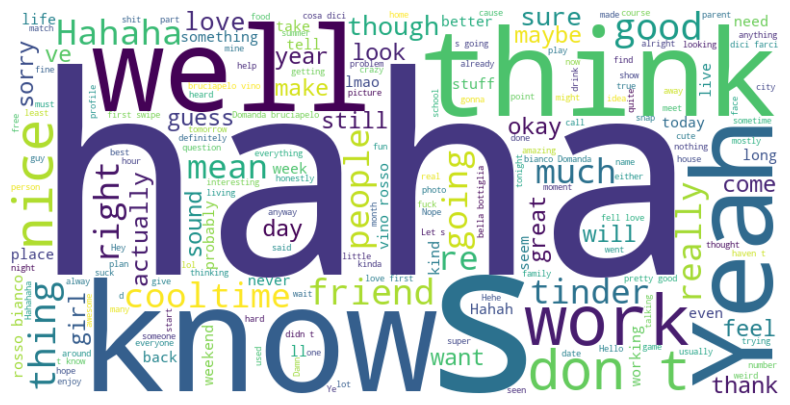 haha
well
think
know
S
Yeah
nice
work
good
don t
Hahaha
love
though
sure
maybe
better
need
life
ve
something
take
tell
look
year
lmao
make
stuff
live
sorry
guess
still
okay
today
city
mean
people
going
much
right
actually
sound
probably
week
day
vino rosso
re
great
will
really
come
long
place
thing
girl
cooltime
friend
tinder
even
feel
thank
rosso bianco
back
weekend
ll
want
Hahah
Hehe
kind
seem
working
never
shit
part
food
cosa dici
home
cause
made
course
parent
match
fine
mine
help
summer
getting
problem
crazy
picture
bruciapelo vino
heard
s going
already
alright
looking
anything
dici farci
play
now
drink
find
show
true
away
quite
must
least
free
guy
profile
first swipe
definitely
tomorrow
question
Domanda bruciapelo
gonna
point
might
idea
meet
face
school
call
snap
cute
sometime
mostly
nothing
house
best
hour
everything
honestly
fun
done
amazing
tonight
bianco Domanda
name
either
person
interesting
living
real
photo
fuck
Nope
moment
bella bottiglia
fell love
went
Hey
plan
anyway
said
month
Let s
thought
haven t
night
suck
lol
thinking
little
kinda
love first
family
pretty good
Hahahaha
alway
d
give
wait
many
awesome
someone
start
hard
didn t
one
super
date
Hello
game
usually
talking
trying
number
weird
around
t know
hope
enjoy
everyone
used
Damn
Ye
lot
seen